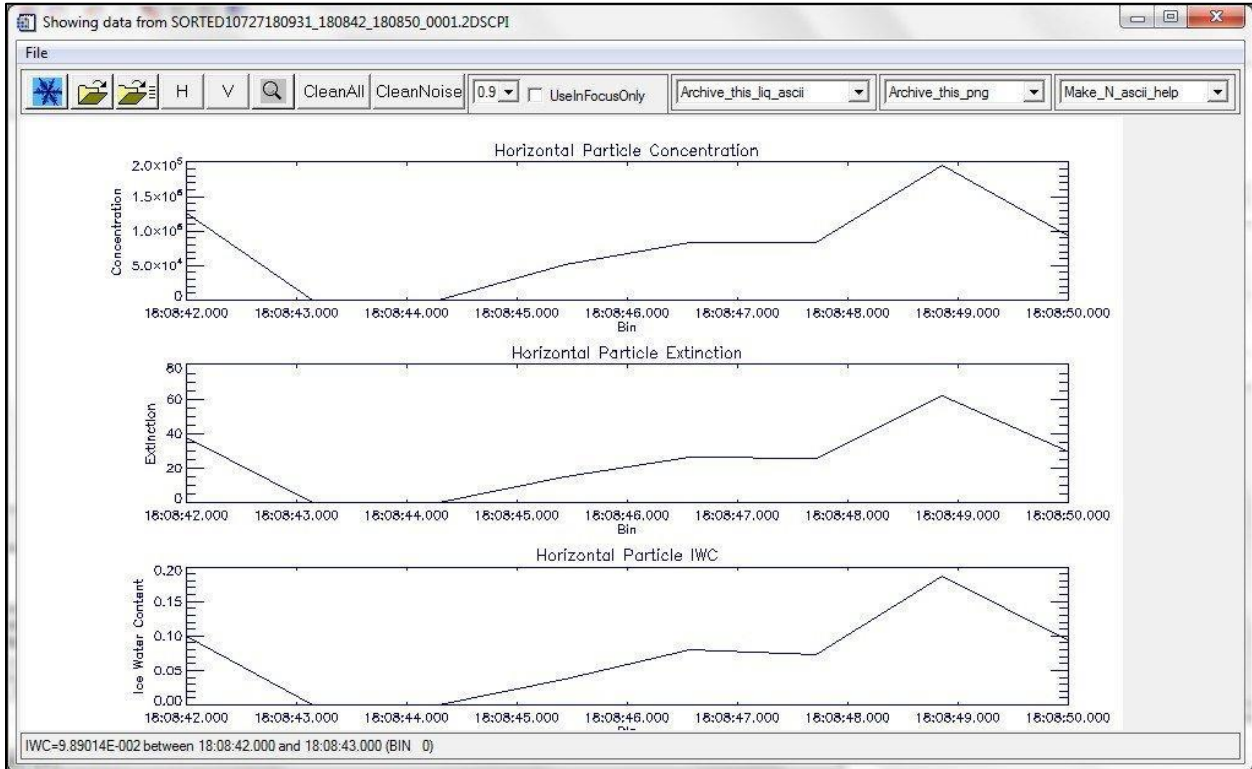 Showing data from SORTED10727180931_180842_180850_0001.2DSCPI
File
H V CleanAll CleanNoise 0.9 UseInFocusOnly Archive_this_liq_ascii Archive_this_png Make_N_ascii_help
Horizontal Particle Concentration
Concentration
2.0×10⁵
1.5×10⁵
1.0×10⁵
5.0×10⁴
0
18:08:42.000 18:08:43.000 18:08:44.000 18:08:45.000 18:08:46.000 18:08:47.000 18:08:48.000 18:08:49.000 18:08:50.000
Bin
Horizontal Particle Extinction
Extinction
80
60
40
20
0
18:08:42.000 18:08:43.000 18:08:44.000 18:08:45.000 18:08:46.000 18:08:47.000 18:08:48.000 18:08:49.000 18:08:50.000
Bin
Horizontal Particle IWC
Ice Water Content
0.20
0.15
0.10
0.05
0.00
18:08:42.000 18:08:43.000 18:08:44.000 18:08:45.000 18:08:46.000 18:08:47.000 18:08:48.000 18:08:49.000 18:08:50.000
IWC=9.89014E-002 between 18:08:42.000 and 18:08:43.000 (BIN 0)